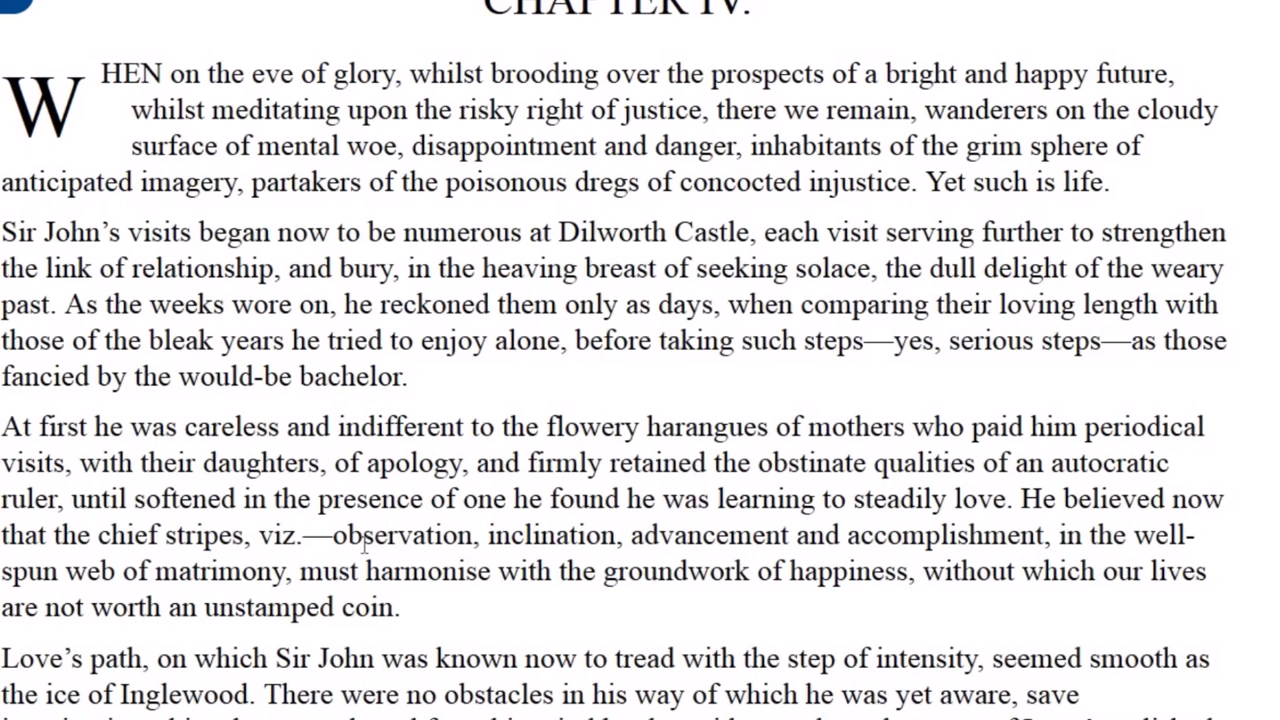 CHAPTER IV.
WHEN on the eve of glory, whilst brooding over the prospects of a bright and happy future,
whilst meditating upon the risky right of justice, there we remain, wanderers on the cloudy
surface of mental woe, disappointment and danger, inhabitants of the grim sphere of
anticipated imagery, partakers of the poisonous dregs of concocted injustice. Yet such is life.
Sir John’s visits began now to be numerous at Dilworth Castle, each visit serving further to strengthen
the link of relationship, and bury, in the heaving breast of seeking solace, the dull delight of the weary
past. As the weeks wore on, he reckoned them only as days, when comparing their loving length with
those of the bleak years he tried to enjoy alone, before taking such steps—yes, serious steps—as those
fancied by the would-be bachelor.
At first he was careless and indifferent to the flowery harangues of mothers who paid him periodical
visits, with their daughters, of apology, and firmly retained the obstinate qualities of an autocratic
ruler, until softened in the presence of one he found he was learning to steadily love. He believed now
that the chief stripes, viz.—observation, inclination, advancement and accomplishment, in the well-
spun web of matrimony, must harmonise with the groundwork of happiness, without which our lives
are not worth an unstamped coin.
Love’s path, on which Sir John was known now to tread with the step of intensity, seemed smooth as
the ice of Inglewood. There were no obstacles in his way of which he was yet aware, save